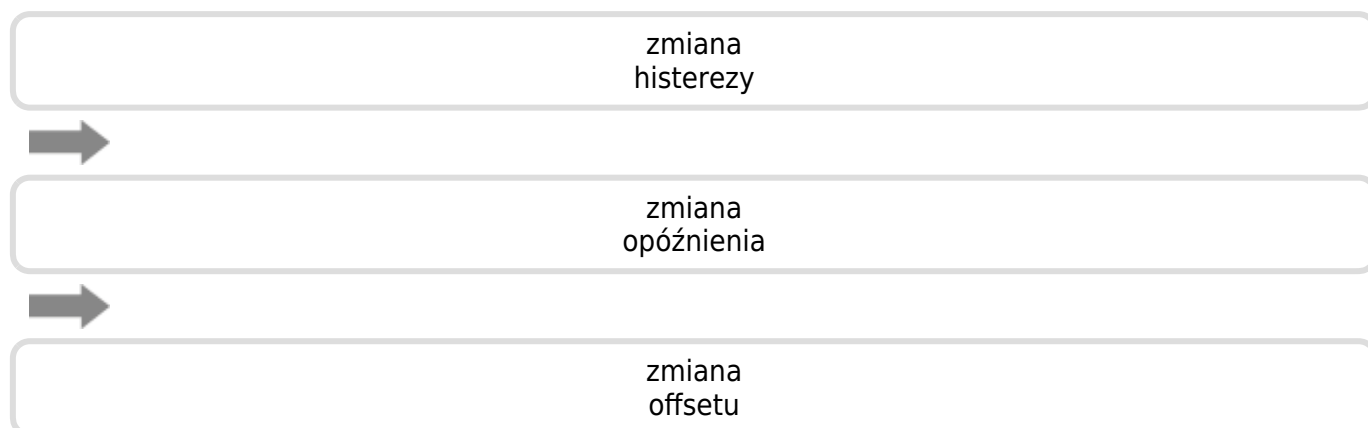 zmiana
histerezy
zmiana
opóźnienia
zmiana
offsetu